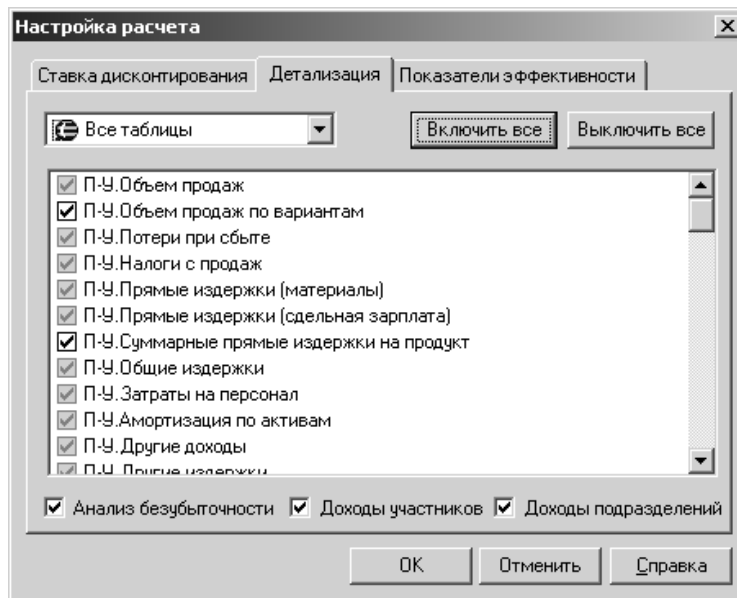 Настройка расчета
Ставка дисконтирования Детализация Показатели эффективности
Все таблицы Включить все Выключить все
П-У.Объем продаж
П-У.Объем продаж по вариантам
П-У.Потери при сбыте
П-У.Налоги с продаж
П-У.Прямые издержки (материалы)
П-У.Прямые издержки (сдельная зарплата)
П-У.Суммарные прямые издержки на продукт
П-У.Общие издержки
П-У.Затраты на персонал
П-У.Амортизация по активам
П-У.Другие доходы
П-У.Другие издержки
Анализ безубыточности Доходы участников Доходы подразделений
OK Отменить Справка